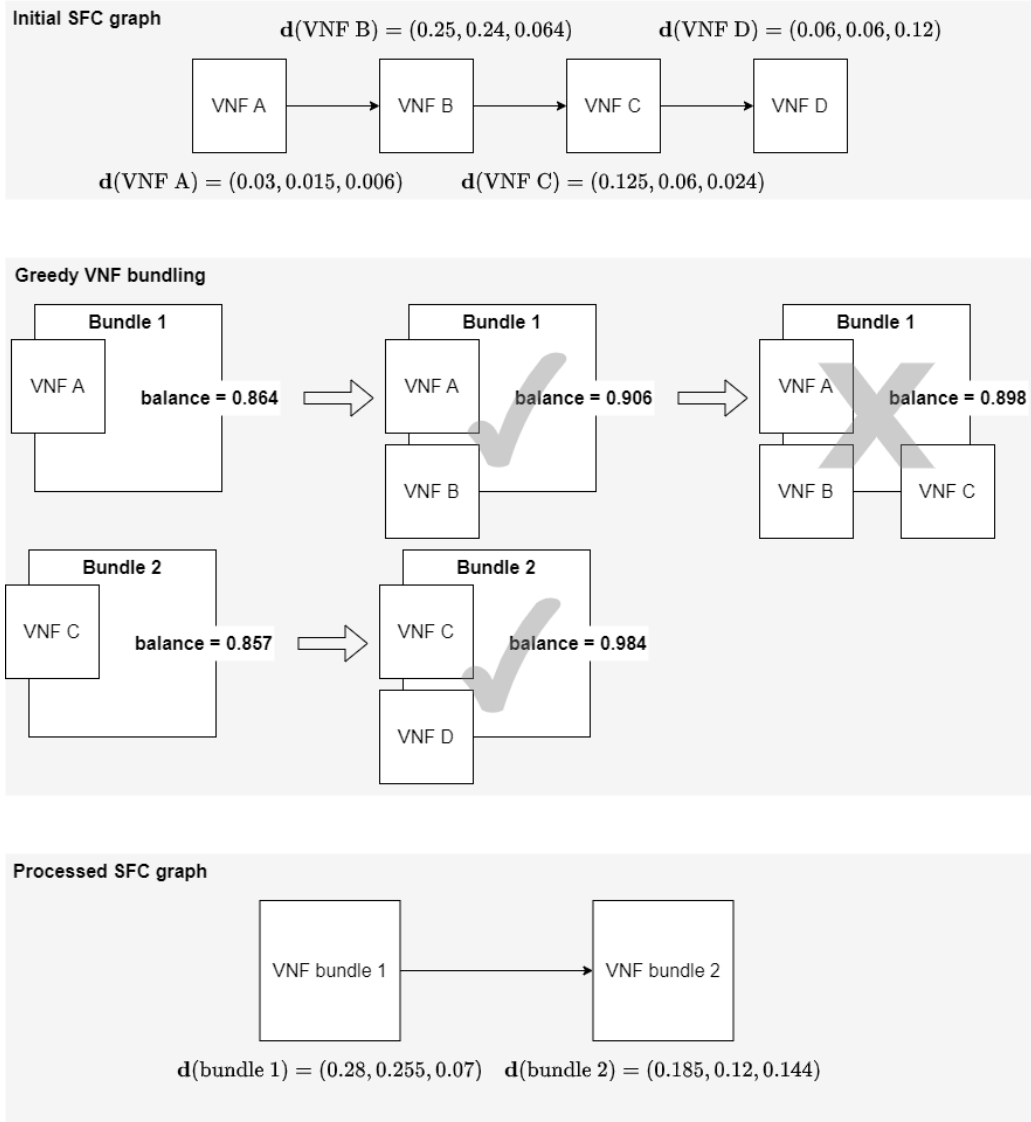 Initial SFC graph
d(VNF B) = (0.25, 0.24, 0.064)
d(VNF D) = (0.06, 0.06, 0.12)
VNF A
VNF B
VNF C
VNF D
d(VNF A) = (0.03, 0.015, 0.006)
d(VNF C) = (0.125, 0.06, 0.024)
Greedy VNF bundling
Bundle 1
VNF A
balance = 0.864
Bundle 1
VNF A
balance = 0.906
VNF B
Bundle 1
VNF A
balance = 0.898
VNF B
VNF C
Bundle 2
VNF C
balance = 0.857
Bundle 2
VNF C
balance = 0.984
VNF D
Processed SFC graph
VNF bundle 1
VNF bundle 2
d(bundle 1) = (0.28, 0.255, 0.07)
d(bundle 2) = (0.185, 0.12, 0.144)